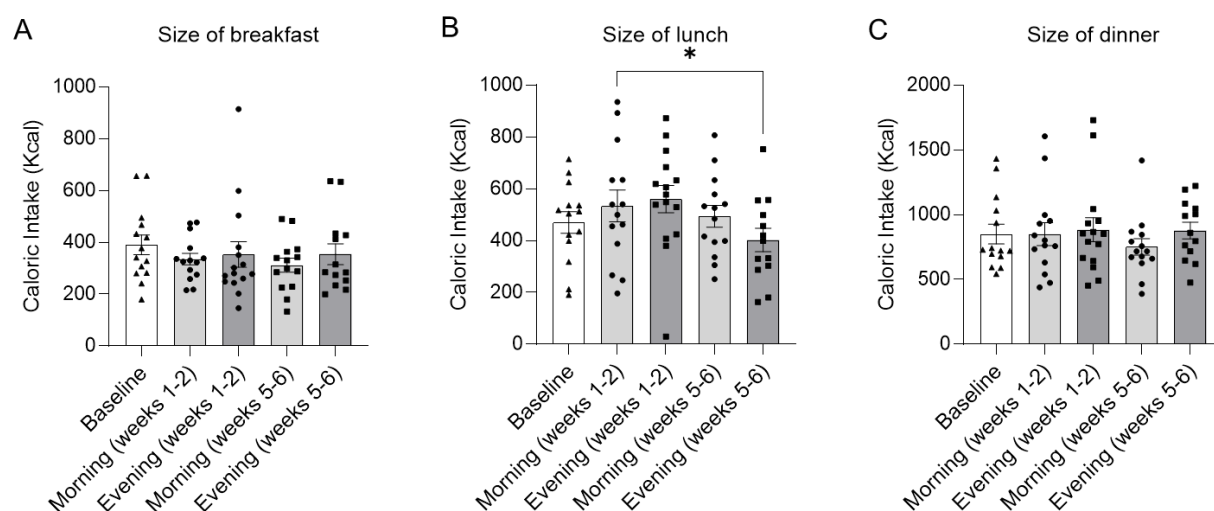 A
Size of breakfast
Caloric Intake (Kcal)
1000
800
600
400
200
0
Baseline
Morning (weeks 1-2)
Evening (weeks 1-2)
Morning (weeks 5-6)
Evening (weeks 5-6)
B
Size of lunch
*
Caloric Intake (Kcal)
1000
800
600
400
200
0
Baseline
Morning (weeks 1-2)
Evening (weeks 1-2)
Morning (weeks 5-6)
Evening (weeks 5-6)
C
Size of dinner
Caloric Intake (Kcal)
2000
1500
1000
500
0
Baseline
Morning (weeks 1-2)
Evening (weeks 1-2)
Morning (weeks 5-6)
Evening (weeks 5-6)